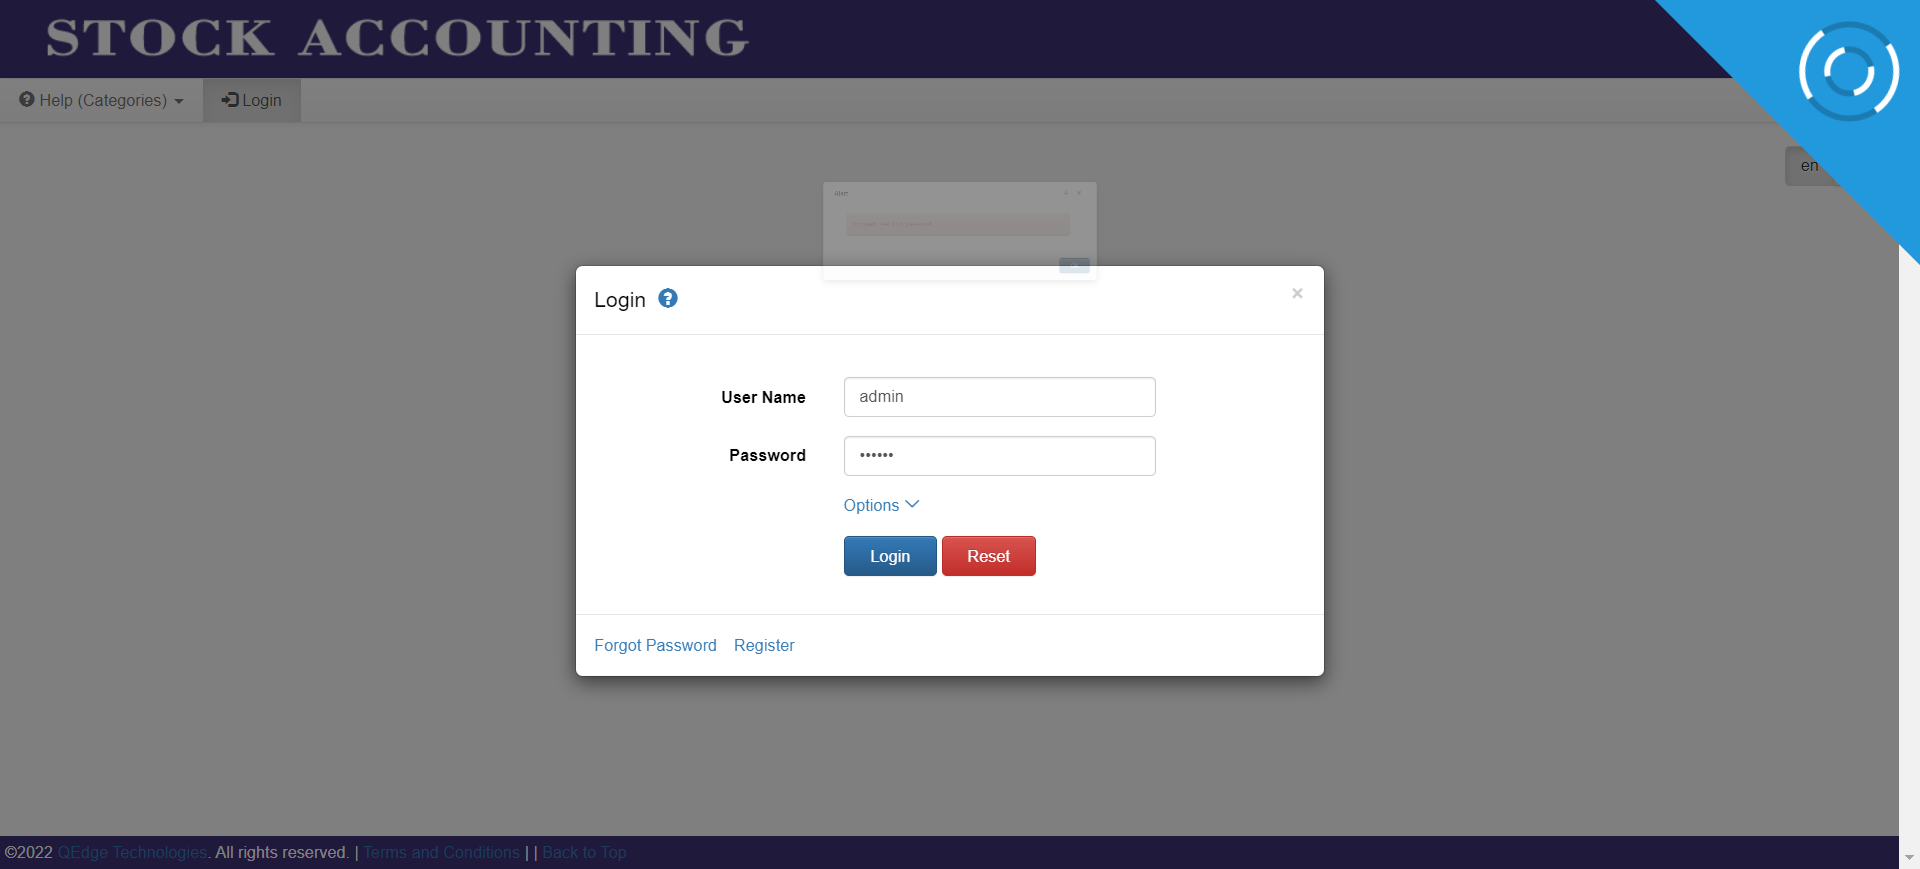 STOCK ACCOUNTING
Help (Categories)
Login
en
Alert
Login
×
User Name
admin
Password
••••••
Options
Login
Reset
Forgot Password
Register
©2022 QEdge Technologies. All rights reserved. | Terms and Conditions | | Back to Top